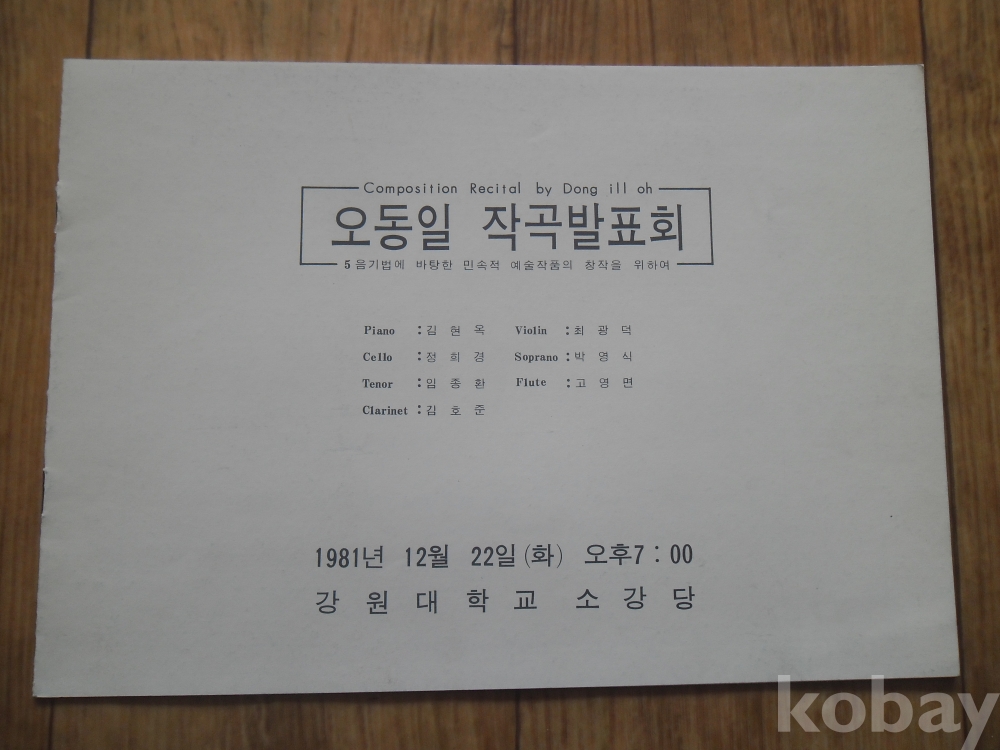 Composition Recital by Dong ill oh
오동일 작곡발표회
5음기법에 바탕한 민속적 예술작품의 창작을 위하여
Piano : 김현옥 Violin : 최광덕
Cello : 정희경 Soprano : 박영식
Tenor : 임종환 Flute : 고영면
Clarinet : 김호준
1981년 12월 22일 (화) 오후7 : 00
강원대학교 소강당
kobay